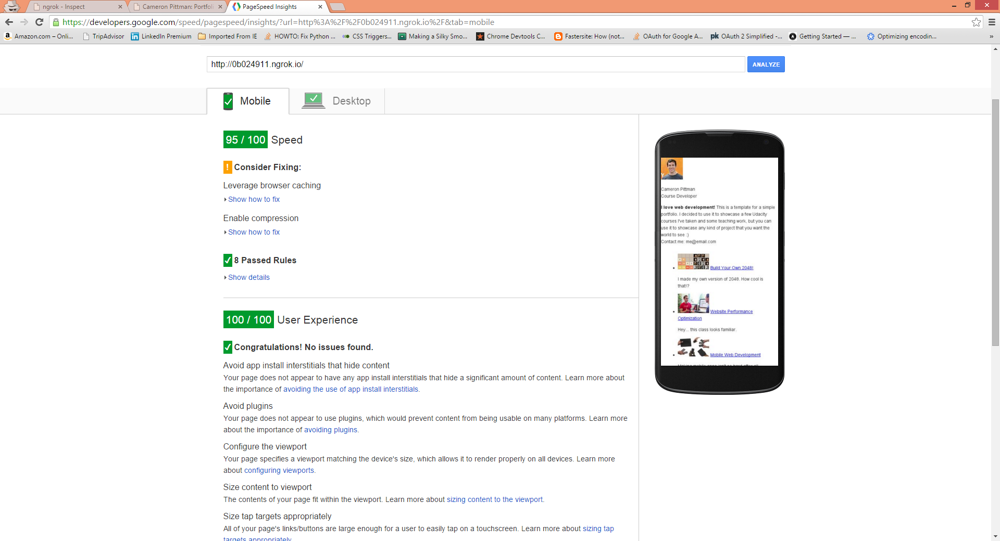 ngrok - Inspect
Cameron Pittman: Portfoli
PageSpeed Insights
https://developers.google.com/speed/pagespeed/insights/?url=http%3A%2F%2F0b024911.ngrok.io%2F&tab=mobile
Amazon.com – Onli...
TripAdvisor
LinkedIn Premium
Imported From IE
HOWTO: Fix Python ...
CSS Triggers...
Making a Silky Smo...
Chrome Devtools C...
Fastersite: How (not...
OAuth for Google A...
OAuth 2 Simplified -...
Getting Started — ...
Optimizing encodin...
»
http://0b024911.ngrok.io/
ANALYZE
Mobile
Desktop
95 / 100 Speed
! Consider Fixing:
Leverage browser caching
Show how to fix
Enable compression
Show how to fix
8 Passed Rules
Show details
100 / 100 User Experience
Congratulations! No issues found.
Avoid app install interstitials that hide content
Your page does not appear to have any app install interstitials that hide a significant amount of content. Learn more about
the importance of avoiding the use of app install interstitials.
Avoid plugins
Your page does not appear to use plugins, which would prevent content from being usable on many platforms. Learn more
about the importance of avoiding plugins.
Configure the viewport
Your page specifies a viewport matching the device's size, which allows it to render properly on all devices. Learn more
about configuring viewports.
Size content to viewport
The contents of your page fit within the viewport. Learn more about sizing content to the viewport.
Size tap targets appropriately
All of your page's links/buttons are large enough for a user to easily tap on a touchscreen. Learn more about sizing tap
targets appropriately
Cameron Pittman
Course Developer
I love web development! This is a template for a simple
portfolio. I decided to use it to showcase a few Udacity
courses I've taken and some teaching work, but you can
use it to showcase any kind of project that you want the
world to see :)
Contact me: me@email.com
Build Your Own 2048!
I made my own version of 2048. How cool is
that!?
Website Performance
Optimization
Hey... this class looks familiar.
Mobile Web Development
Making mobile apps isn't so hard after all